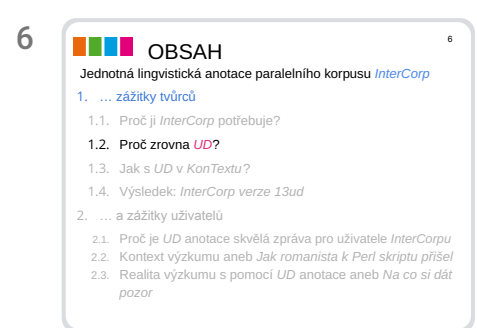 6
6
OBSAH
Jednotná lingvistická anotace paralelního korpusu InterCorp
1. … zážitky tvůrců
1.1. Proč ji InterCorp potřebuje?
1.2. Proč zrovna UD?
1.3. Jak s UD v KonTextu?
1.4. Výsledek: InterCorp verze 13ud
2. … a zážitky uživatelů
2.1. Proč je UD anotace skvělá zpráva pro uživatele InterCorpu
2.2. Kontext výzkumu aneb Jak romanista k Perl skriptu přišel
2.3. Realita výzkumu s pomocí UD anotace aneb Na co si dát
pozor